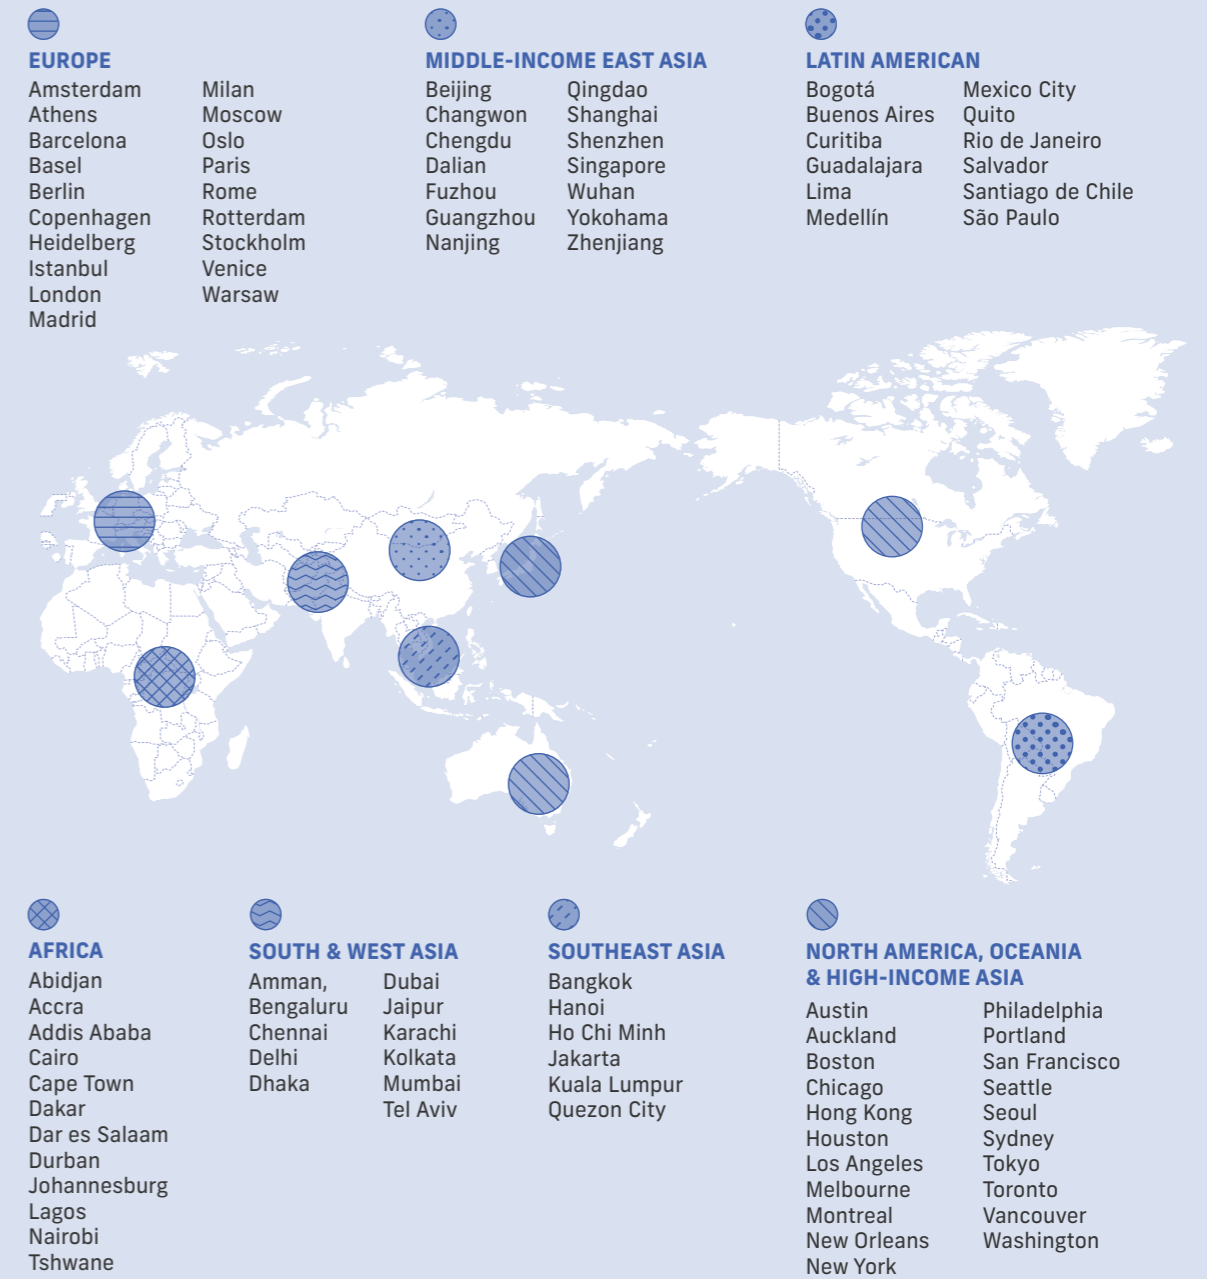 EUROPE
Amsterdam
Athens
Barcelona
Basel
Berlin
Copenhagen
Heidelberg
Istanbul
London
Madrid
Milan
Moscow
Oslo
Paris
Rome
Rotterdam
Stockholm
Venice
Warsaw
MIDDLE-INCOME EAST ASIA
Beijing
Changwon
Chengdu
Dalian
Fuzhou
Guangzhou
Nanjing
Qingdao
Shanghai
Shenzhen
Singapore
Wuhan
Yokohama
Zhenjiang
LATIN AMERICAN
Bogotá
Buenos Aires
Curitiba
Guadalajara
Lima
Medellín
Mexico City
Quito
Rio de Janeiro
Salvador
Santiago de Chile
São Paulo
AFRICA
Abidjan
Accra
Addis Ababa
Cairo
Cape Town
Dakar
Dar es Salaam
Durban
Johannesburg
Lagos
Nairobi
Tshwane
SOUTH & WEST ASIA
Amman,
Bengaluru
Chennai
Delhi
Dhaka
Dubai
Jaipur
Karachi
Kolkata
Mumbai
Tel Aviv
SOUTHEAST ASIA
Bangkok
Hanoi
Ho Chi Minh
Jakarta
Kuala Lumpur
Quezon City
NORTH AMERICA, OCEANIA
& HIGH-INCOME ASIA
Austin
Auckland
Boston
Chicago
Hong Kong
Houston
Los Angeles
Melbourne
Montreal
New Orleans
New York
Philadelphia
Portland
San Francisco
Seattle
Seoul
Sydney
Tokyo
Toronto
Vancouver
Washington